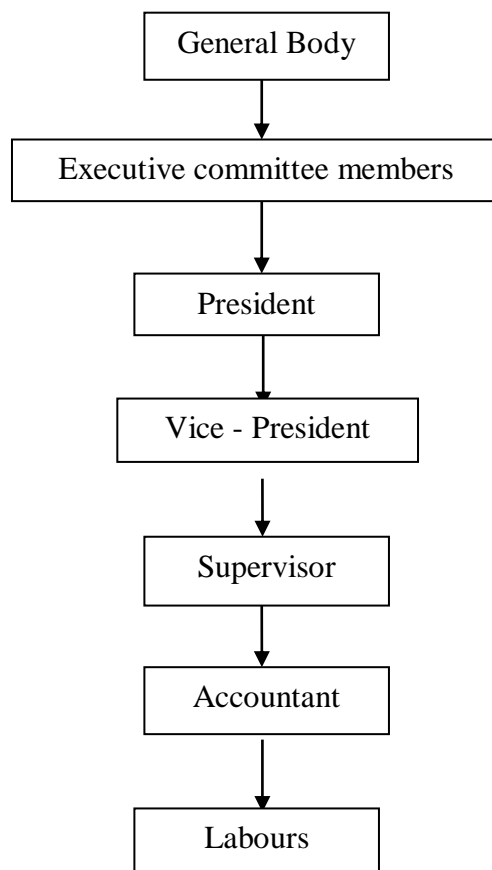 General Body
Executive committee members
President
Vice - President
Supervisor
Accountant
Labours